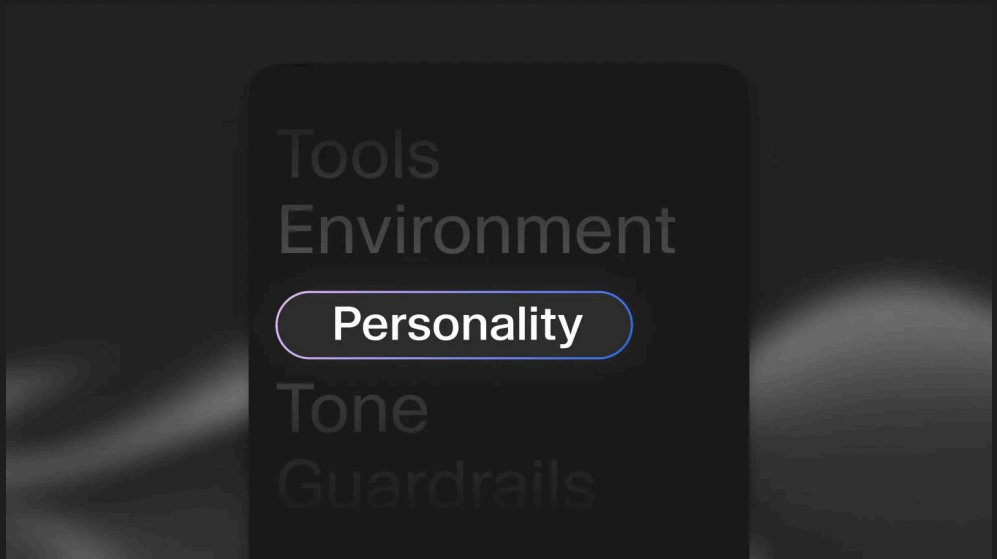 Tools
Environment
Personality
Tone
Guardrails